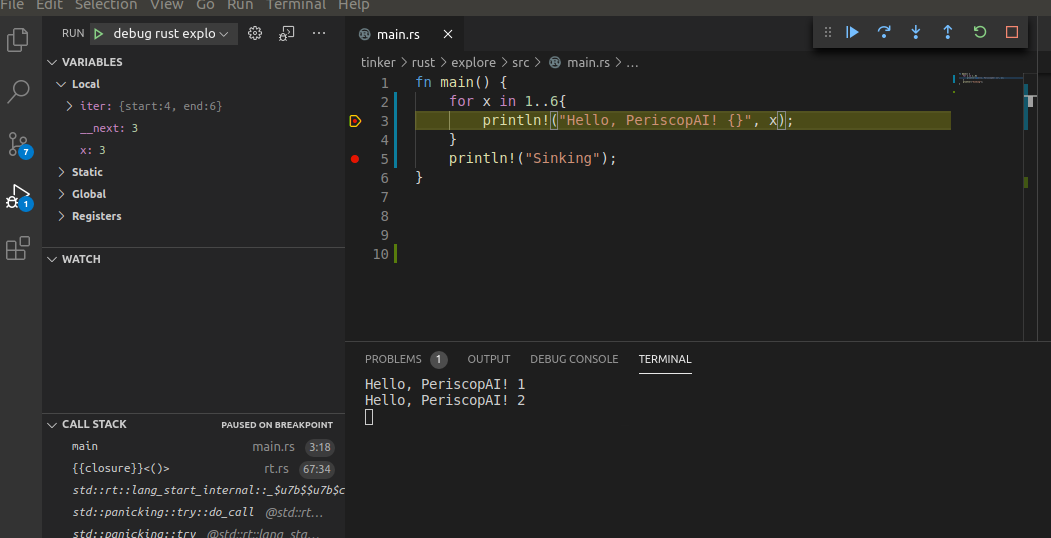 File Edit Selection View Go Run Terminal Help
RUN debug rust explo
VARIABLES
Local
iter: {start:4, end:6}
__next: 3
x: 3
Static
Global
Registers
7
1
WATCH
CALL STACK PAUSED ON BREAKPOINT
main main.rs 3:18
{{closure}}<()> rt.rs 67:34
std::rt::lang_start_internal::_$u7b$$u7b$c
std::panicking::try::do_call @std::rt…
std::panicking::try @std::rt::lang_sta…
main.rs
tinker > rust > explore > src > main.rs > …
1 fn main() {
2 for x in 1..6{
3 println!("Hello, PeriscopAI! {}", x);
4 }
5 println!("Sinking");
6 }
7
8
9
10
PROBLEMS 1 OUTPUT DEBUG CONSOLE TERMINAL
Hello, PeriscopAI! 1
Hello, PeriscopAI! 2